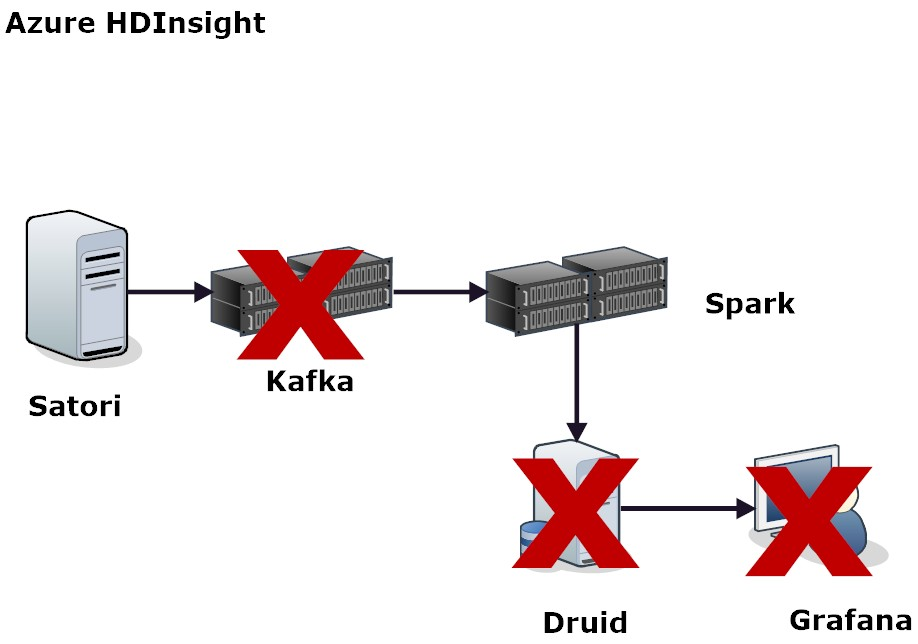 Azure HDInsight
Satori
Kafka
Spark
Druid
Grafana